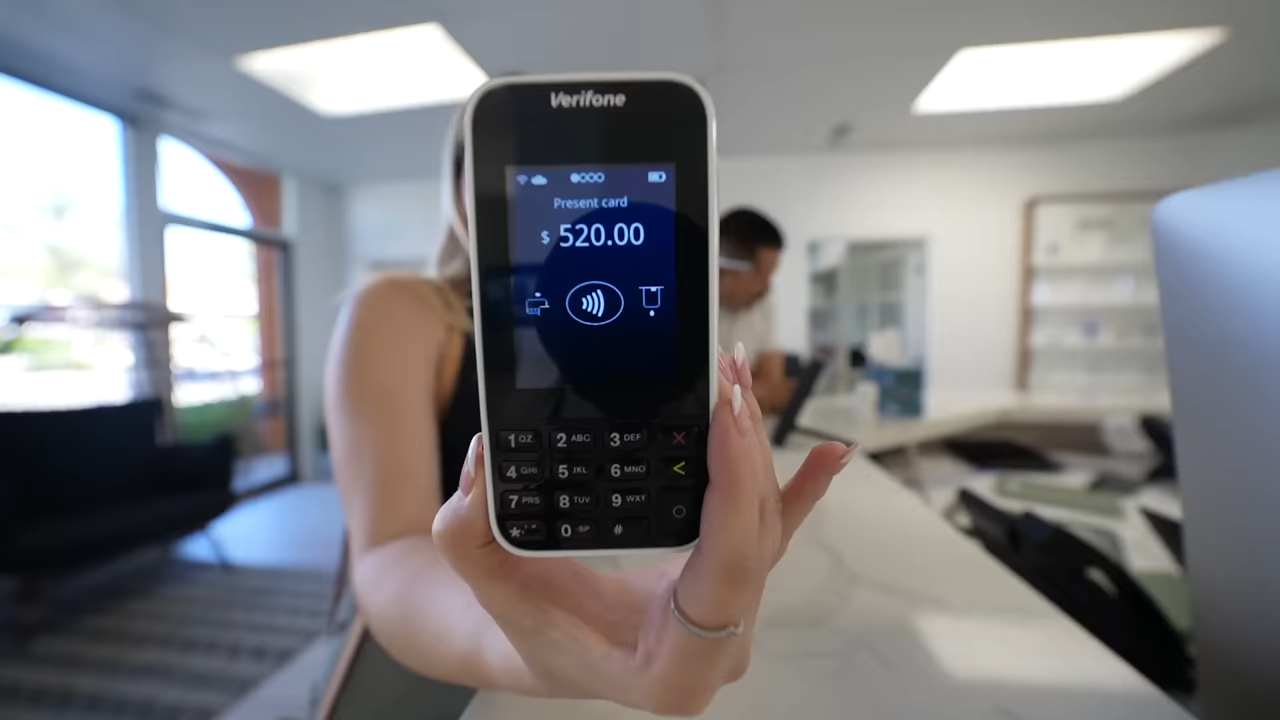 Verifone
Present card
$ 520.00
1 QZ 2 ABC 3 DEF X
4 GHI 5 JKL 6 MNO <
7 PRS 8 TUV 9 WXY O
*,'" 0 -SP #